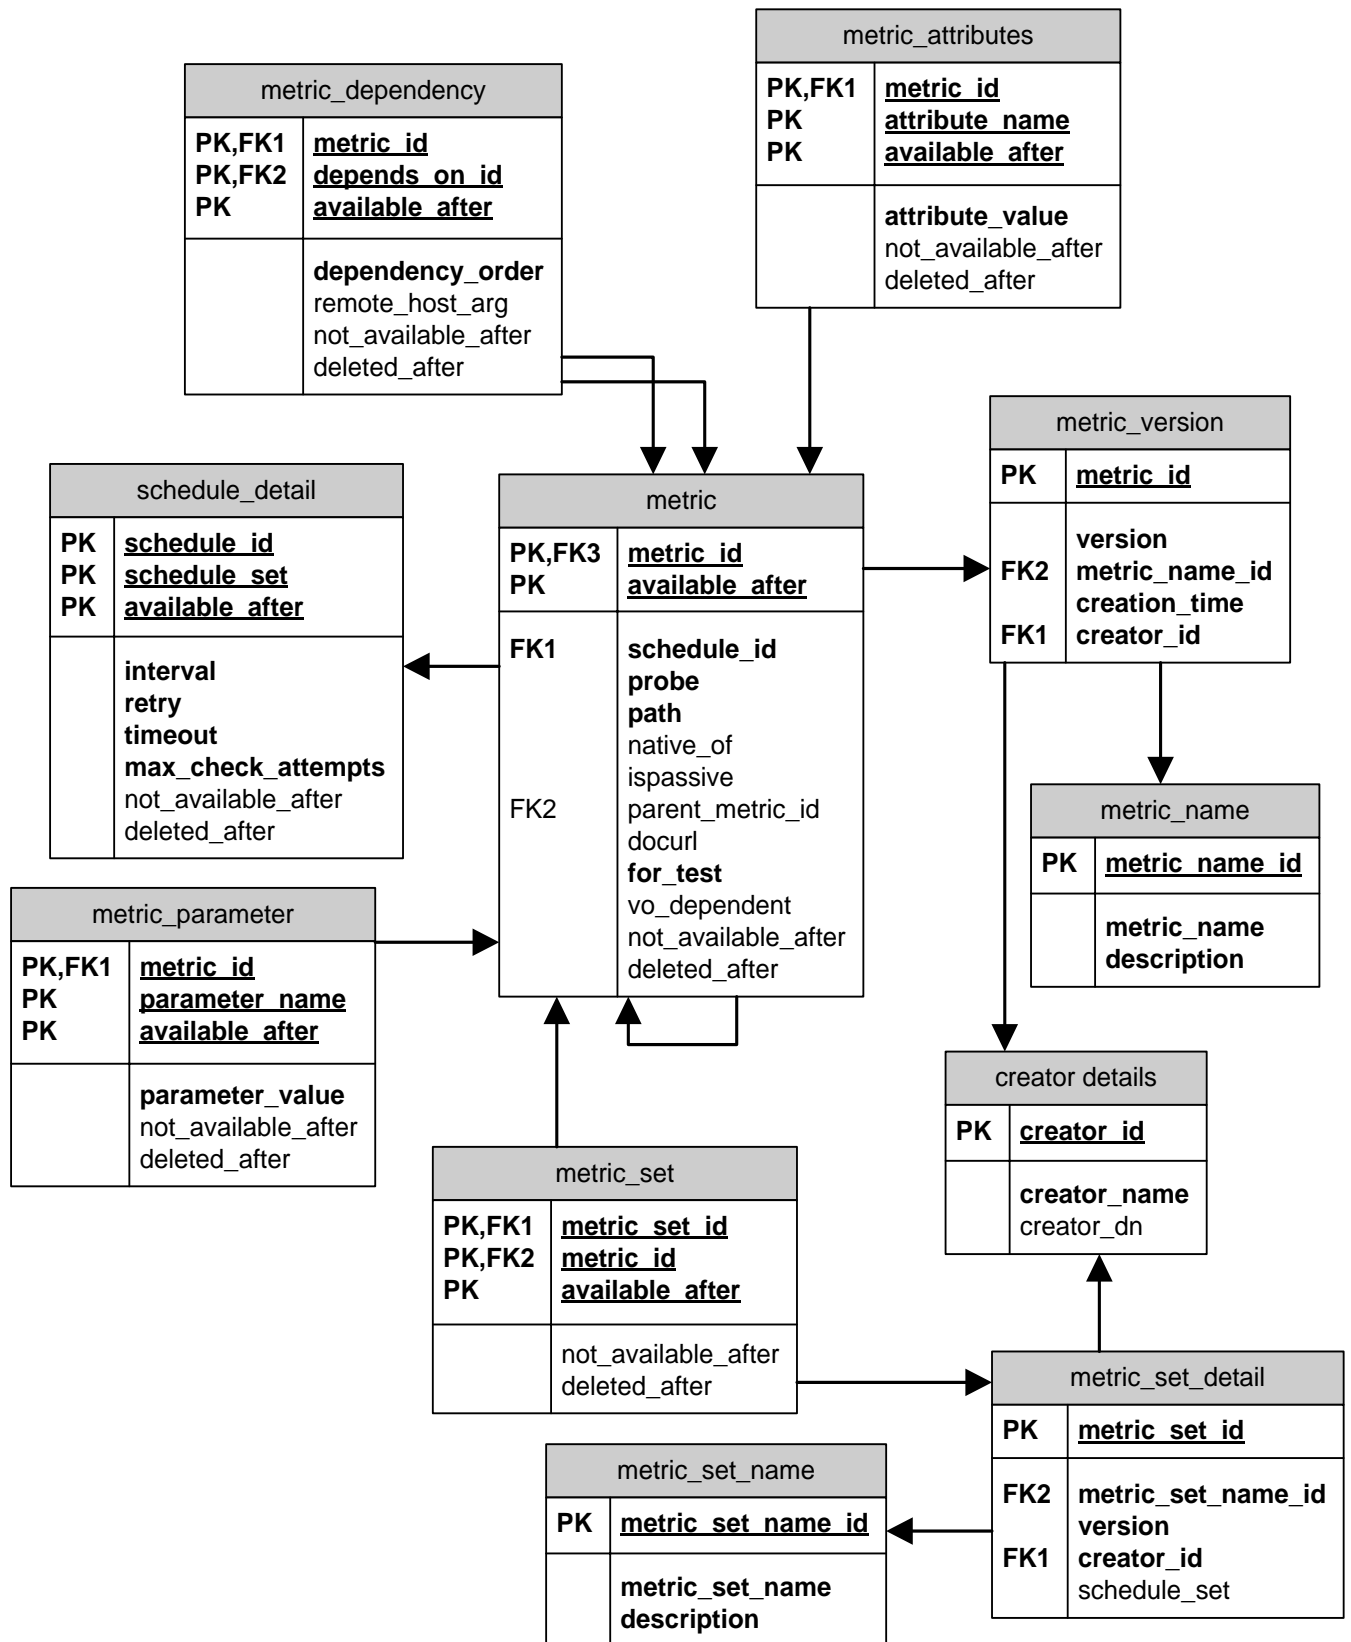 metric_attributes
PK,FK1 metric_id
PK attribute_name
PK available_after
attribute_value
not_available_after
deleted_after
metric_dependency
PK,FK1 metric_id
PK,FK2 depends_on_id
PK available_after
dependency_order
remote_host_arg
not_available_after
deleted_after
metric_version
PK metric_id
version
FK2 metric_name_id
creation_time
FK1 creator_id
schedule_detail
PK schedule_id
PK schedule_set
PK available_after
interval
retry
timeout
max_check_attempts
not_available_after
deleted_after
metric
PK,FK3 metric_id
PK available_after
FK1 schedule_id
probe
path
native_of
ispassive
FK2 parent_metric_id
docurl
for_test
vo_dependent
not_available_after
deleted_after
metric_name
PK metric_name_id
metric_name
description
metric_parameter
PK,FK1 metric_id
PK parameter_name
PK available_after
parameter_value
not_available_after
deleted_after
creator details
PK creator_id
creator_name
creator_dn
metric_set
PK,FK1 metric_set_id
PK,FK2 metric_id
PK available_after
not_available_after
deleted_after
metric_set_detail
PK metric_set_id
FK2 metric_set_name_id
version
FK1 creator_id
schedule_set
metric_set_name
PK metric_set_name_id
metric_set_name
description